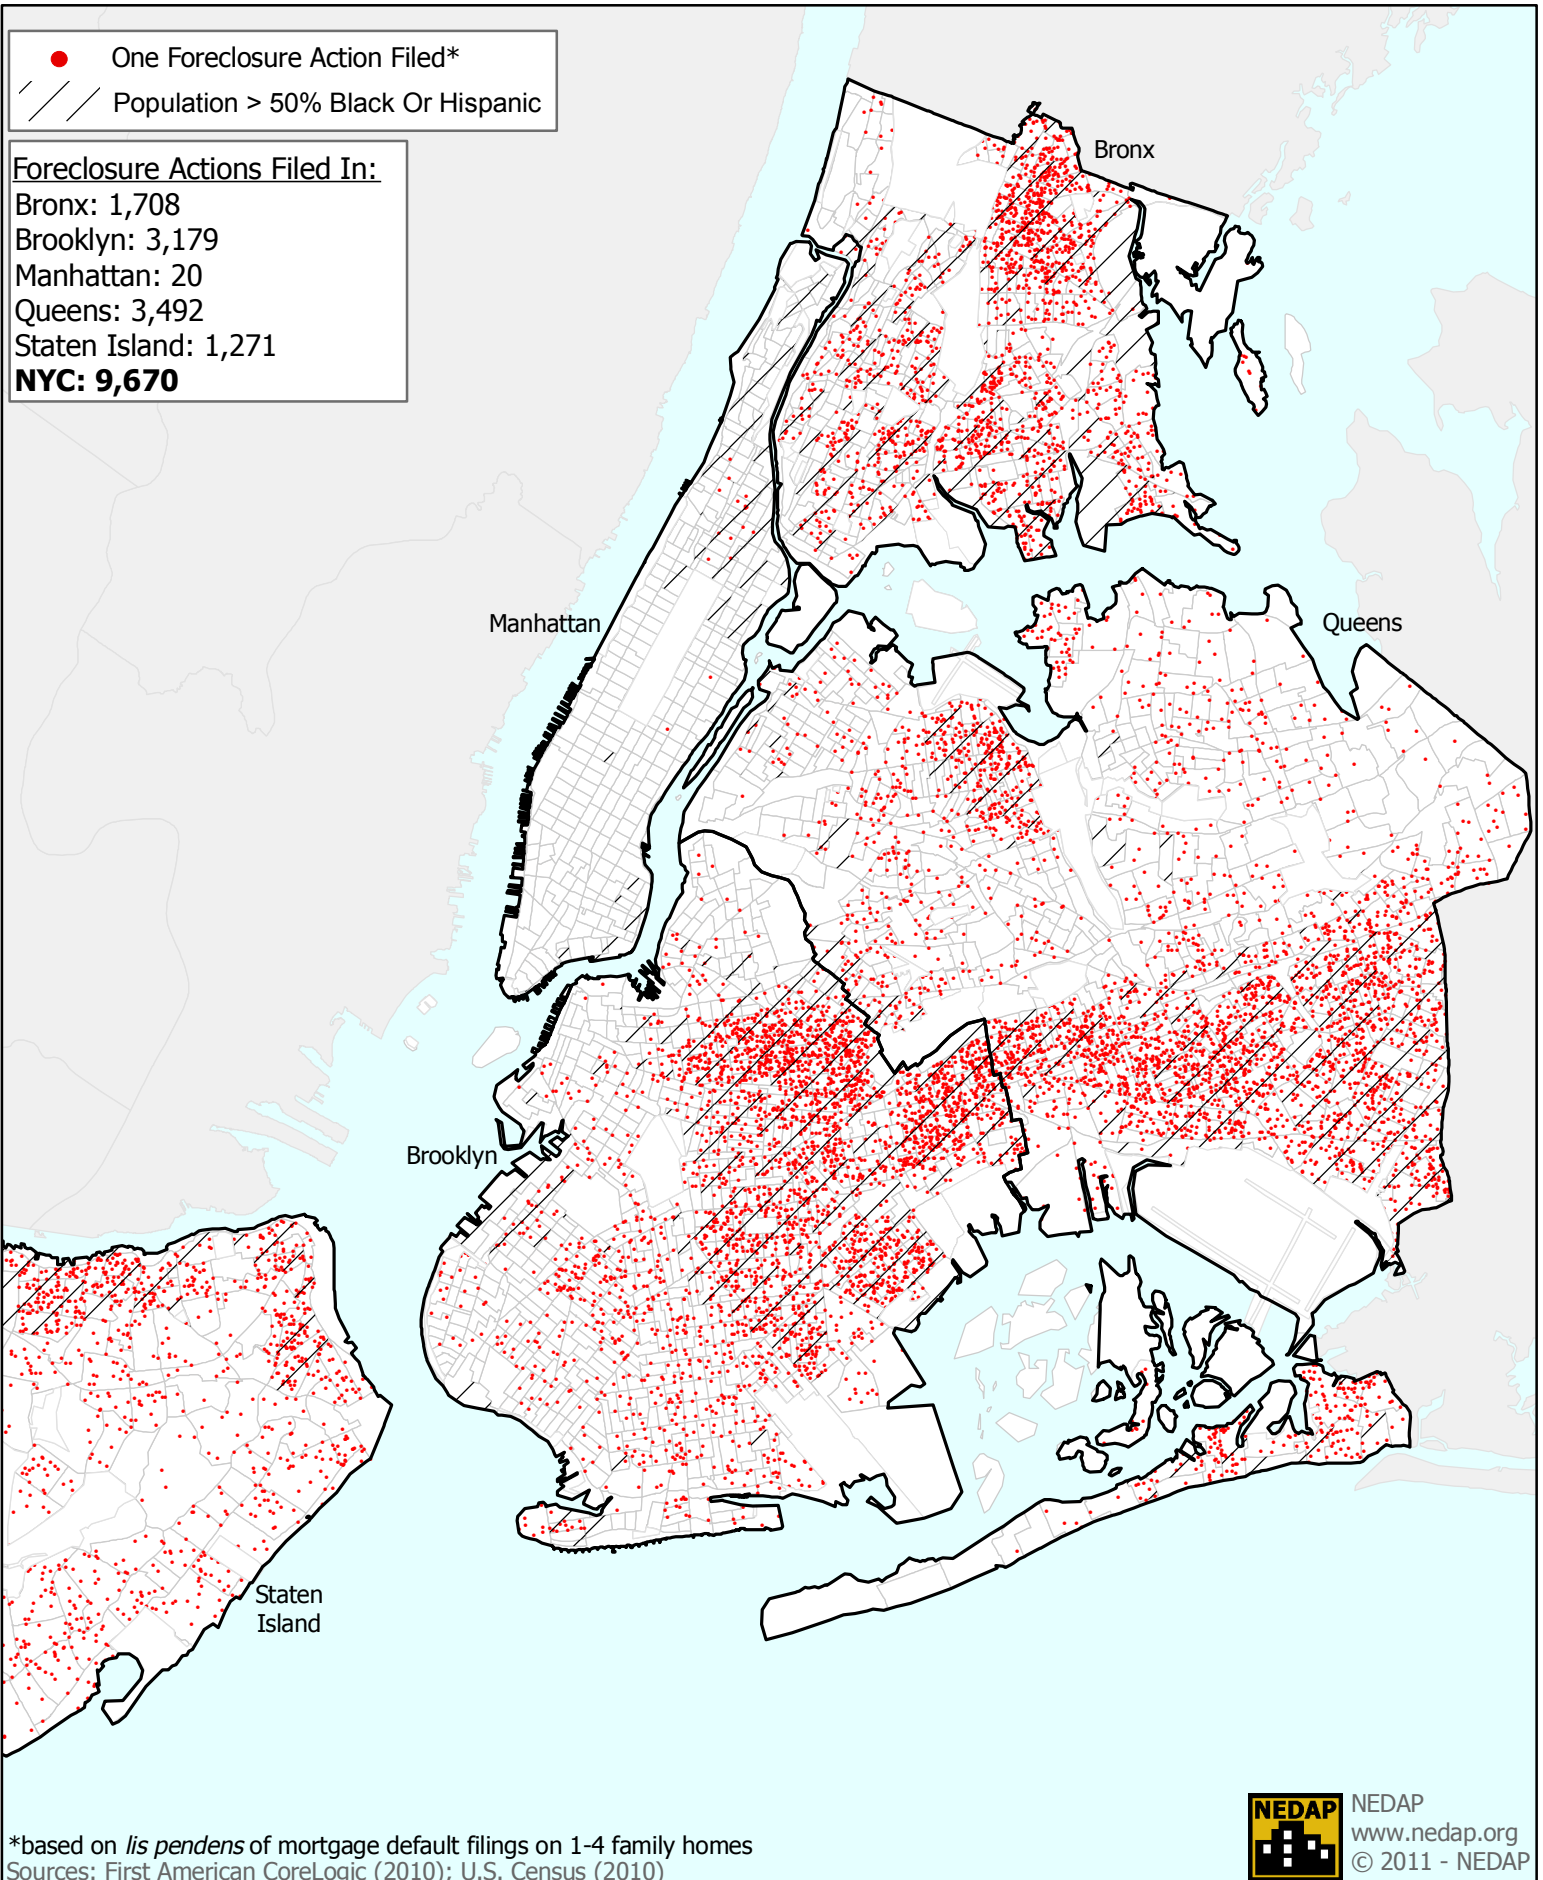 One Foreclosure Action Filed*
Population > 50% Black Or Hispanic
Foreclosure Actions Filed In:
Bronx: 1,708
Brooklyn: 3,179
Manhattan: 20
Queens: 3,492
Staten Island: 1,271
NYC: 9,670
Bronx
Manhattan
Queens
Brooklyn
Staten
Island
*based on lis pendens of mortgage default filings on 1-4 family homes
Sources: First American CoreLogic (2010); U.S. Census (2010)
NEDAP
NEDAP
www.nedap.org
© 2011 - NEDAP